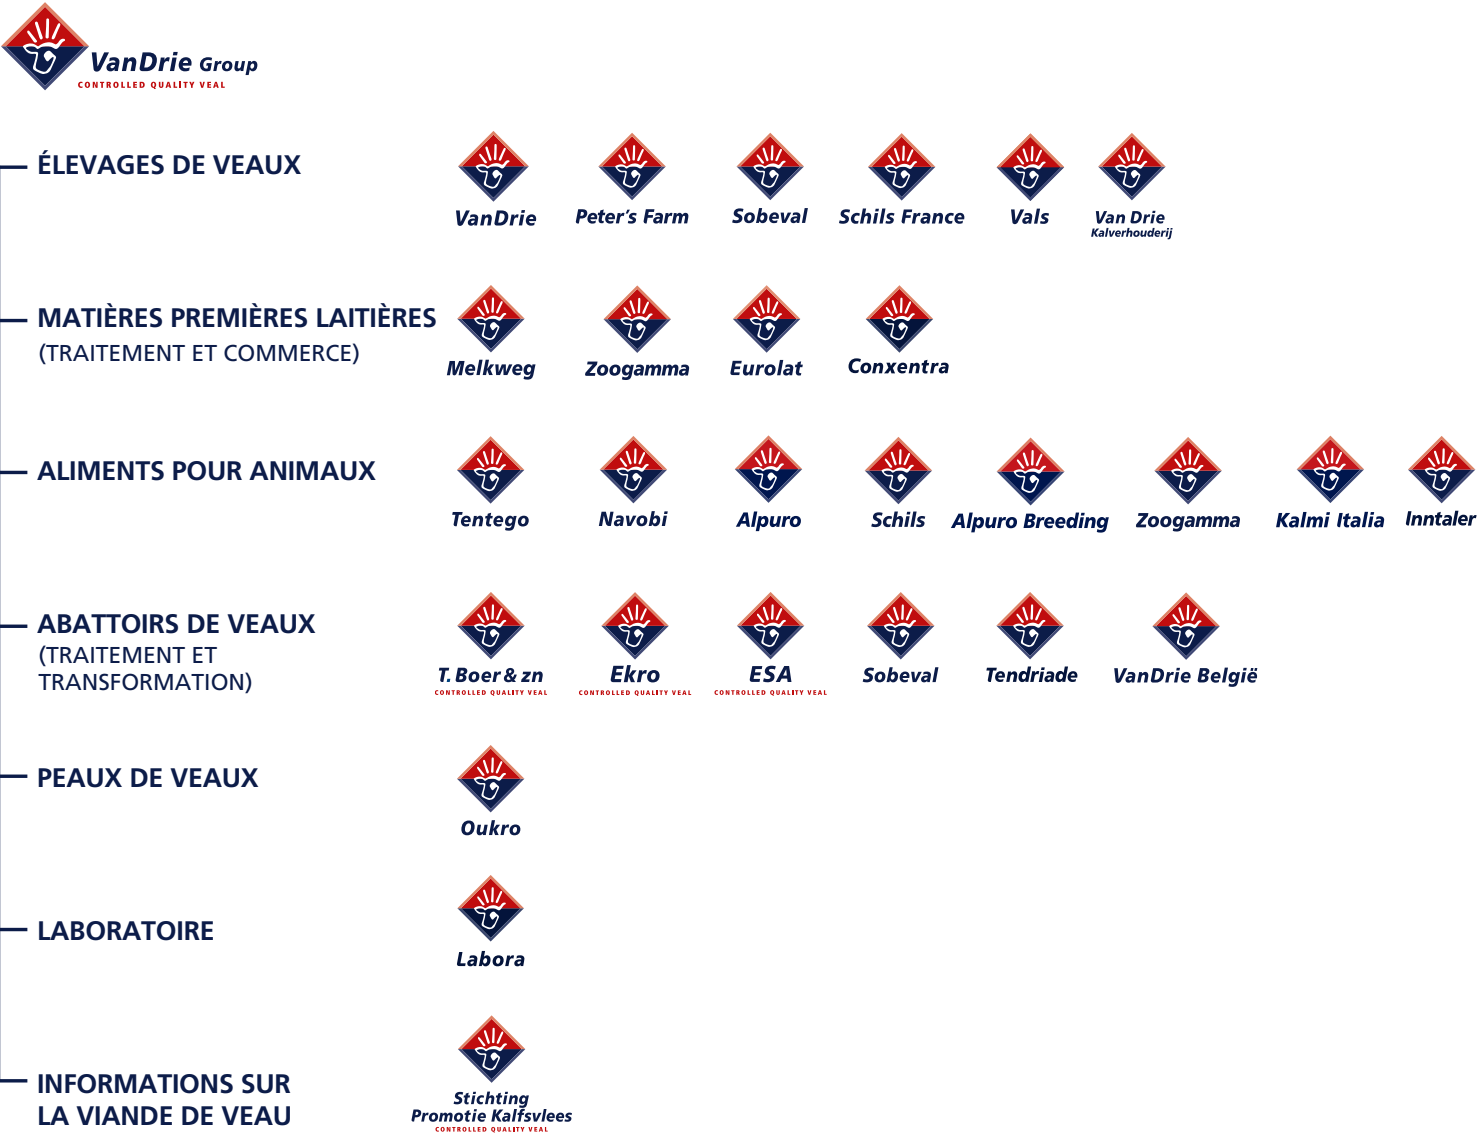 VanDrie Group
CONTROLLED QUALITY VEAL
ÉLEVAGES DE VEAUX
VanDrie
Peter's Farm
Sobeval
Schils France
Vals
Van Drie
Kalverhouderij
MATIÈRES PREMIÈRES LAITIÈRES
(TRAITEMENT ET COMMERCE)
Melkweg
Zoogamma
Eurolat
Conxentra
ALIMENTS POUR ANIMAUX
Tentego
Navobi
Alpuro
Schils
Alpuro Breeding
Zoogamma
Kalmi Italia
Inntaler
ABATTOIRS DE VEAUX
(TRAITEMENT ET
TRANSFORMATION)
T. Boer & zn
CONTROLLED QUALITY VEAL
Ekro
CONTROLLED QUALITY VEAL
ESA
CONTROLLED QUALITY VEAL
Sobeval
Tendriade
VanDrie België
PEAUX DE VEAUX
Oukro
LABORATOIRE
Labora
INFORMATIONS SUR
LA VIANDE DE VEAU
Stichting
Promotie Kalfsvlees
CONTROLLED QUALITY VEAL